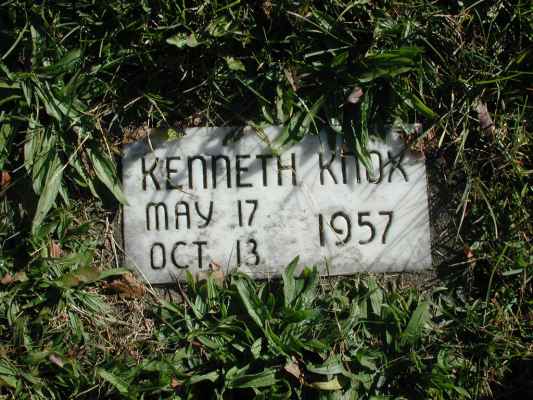 KENNETH KNOX
MAY 17
1957
OCT. 13